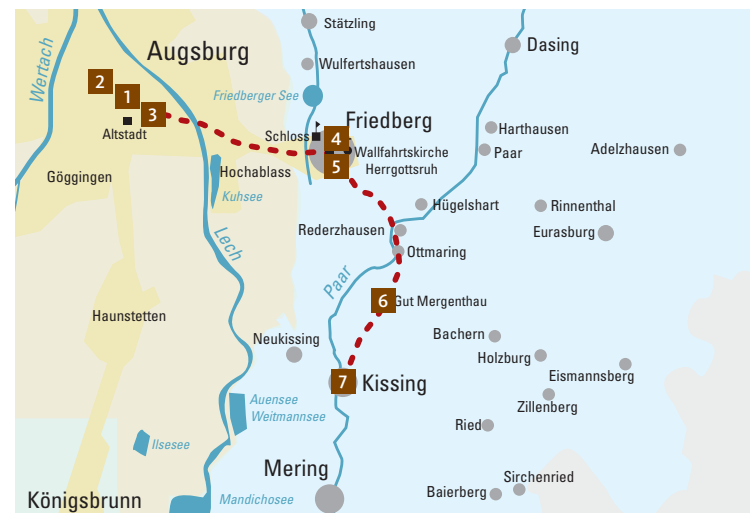 Stätzling
Augsburg
Dasing
Wertach
Wulfertshausen
2
1
3
Friedberger See
Altstadt
Friedberg
Schloss
4
5
Harthausen
Wallfahrtskirche
Herrgottsruh
Paar
Adelzhausen
Göggingen
Hochablass
Kuhsee
Hügelshart
Rinnenthal
Rederzhausen
Eurasburg
Lech
Ottmaring
Paar
6
Gut Mergenthau
Haunstetten
Neukissing
Bachern
Holzburg
Eismannsberg
7
Kissing
Zillenberg
Auensee
Weitmannsee
Ried
Ilsesee
Mering
Sirchenried
Königsbrunn
Mandichosee
Baierberg